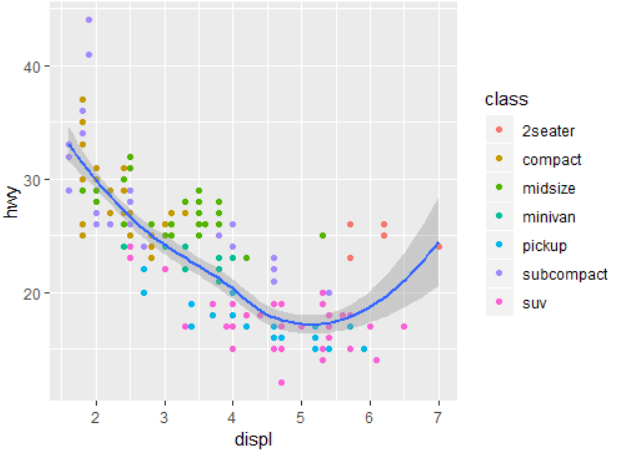 40
30
20
hwy
2 3 4 5 6 7
displ
class
2seater
compact
midsize
minivan
pickup
subcompact
suv